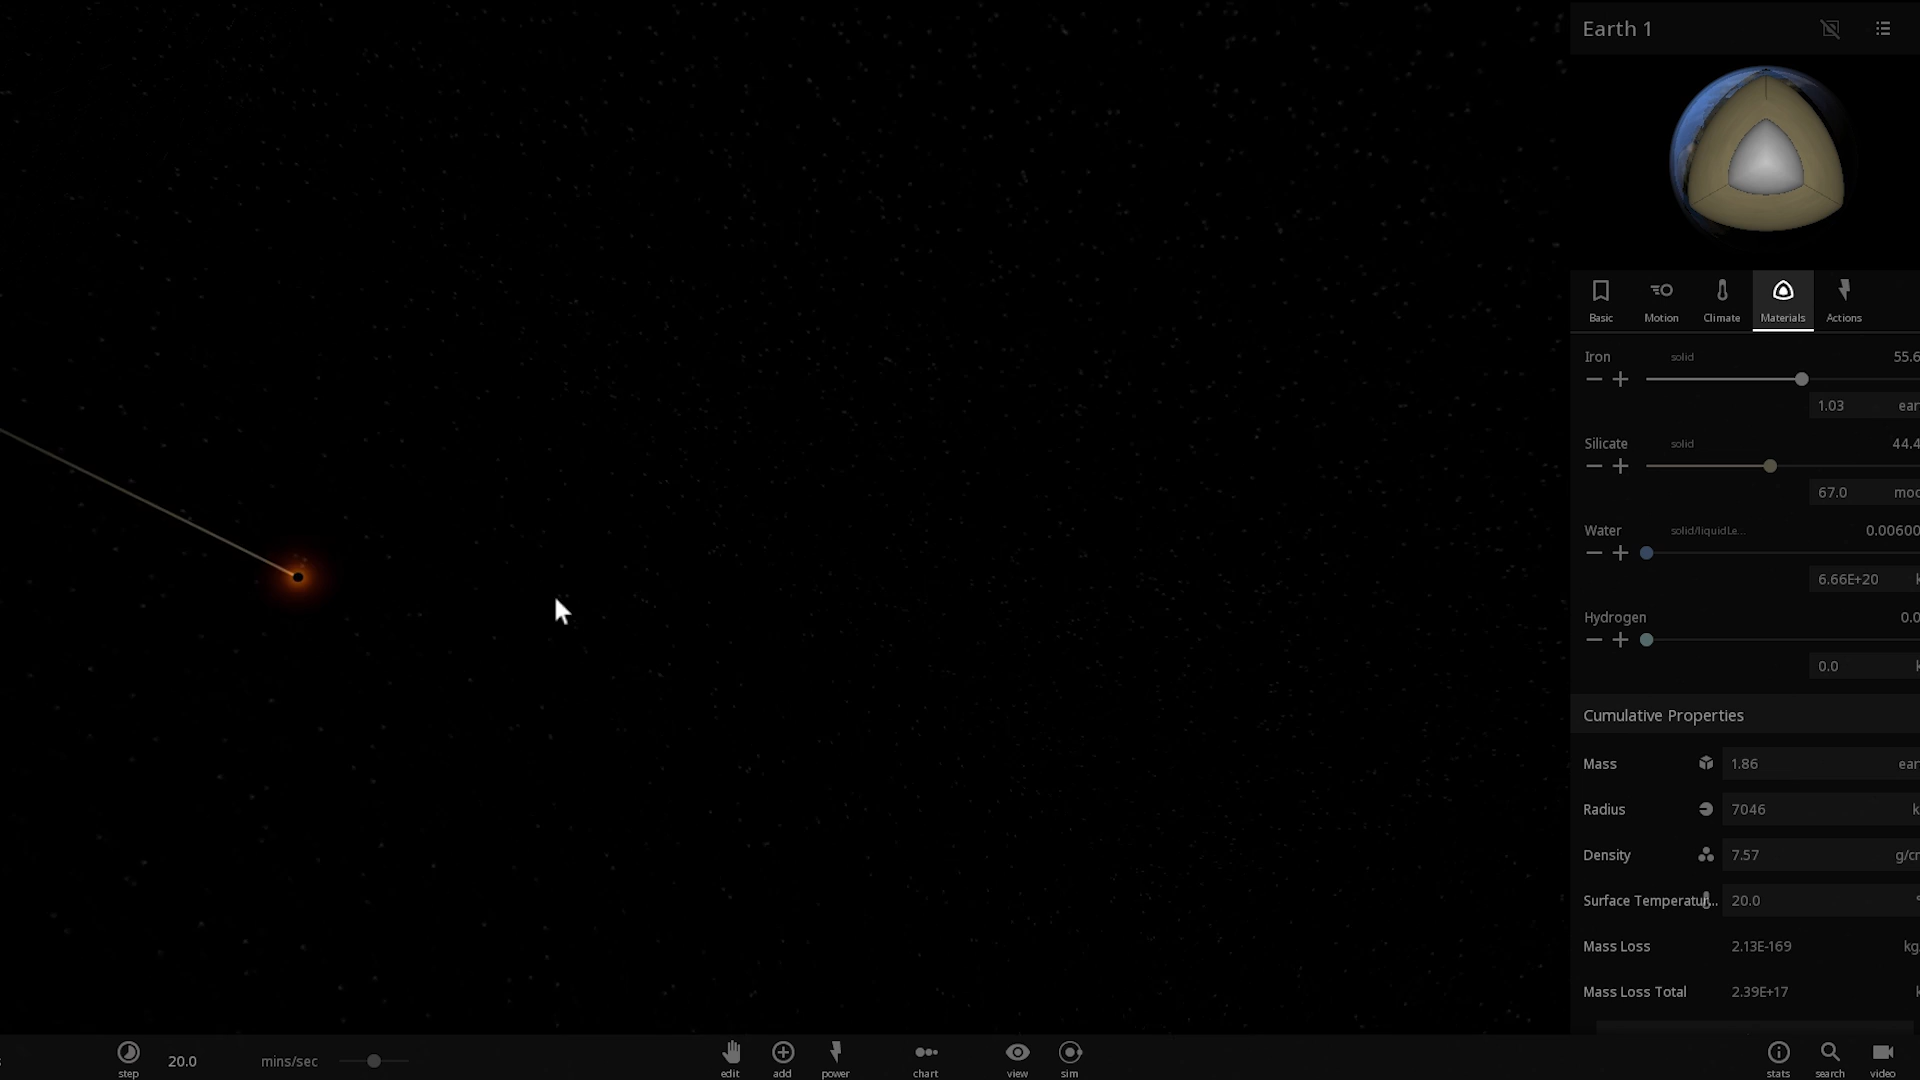 Earth 1
Basic
Motion
Climate
Materials
Actions
Iron solid 55.6
1.03 ear
Silicate solid 44.4
67.0 moo
Water solid/liquidLe... 0.00600
6.66E+20 k
Hydrogen 0.0
0.0 k
Cumulative Properties
Mass 1.86 ear
Radius 7046 k
Density 7.57 g/cr
Surface Temperatur... 20.0 °
Mass Loss 2.13E-169 kg
Mass Loss Total 2.39E+17 k
step 20.0 mins/sec edit add power chart view sim stats search video